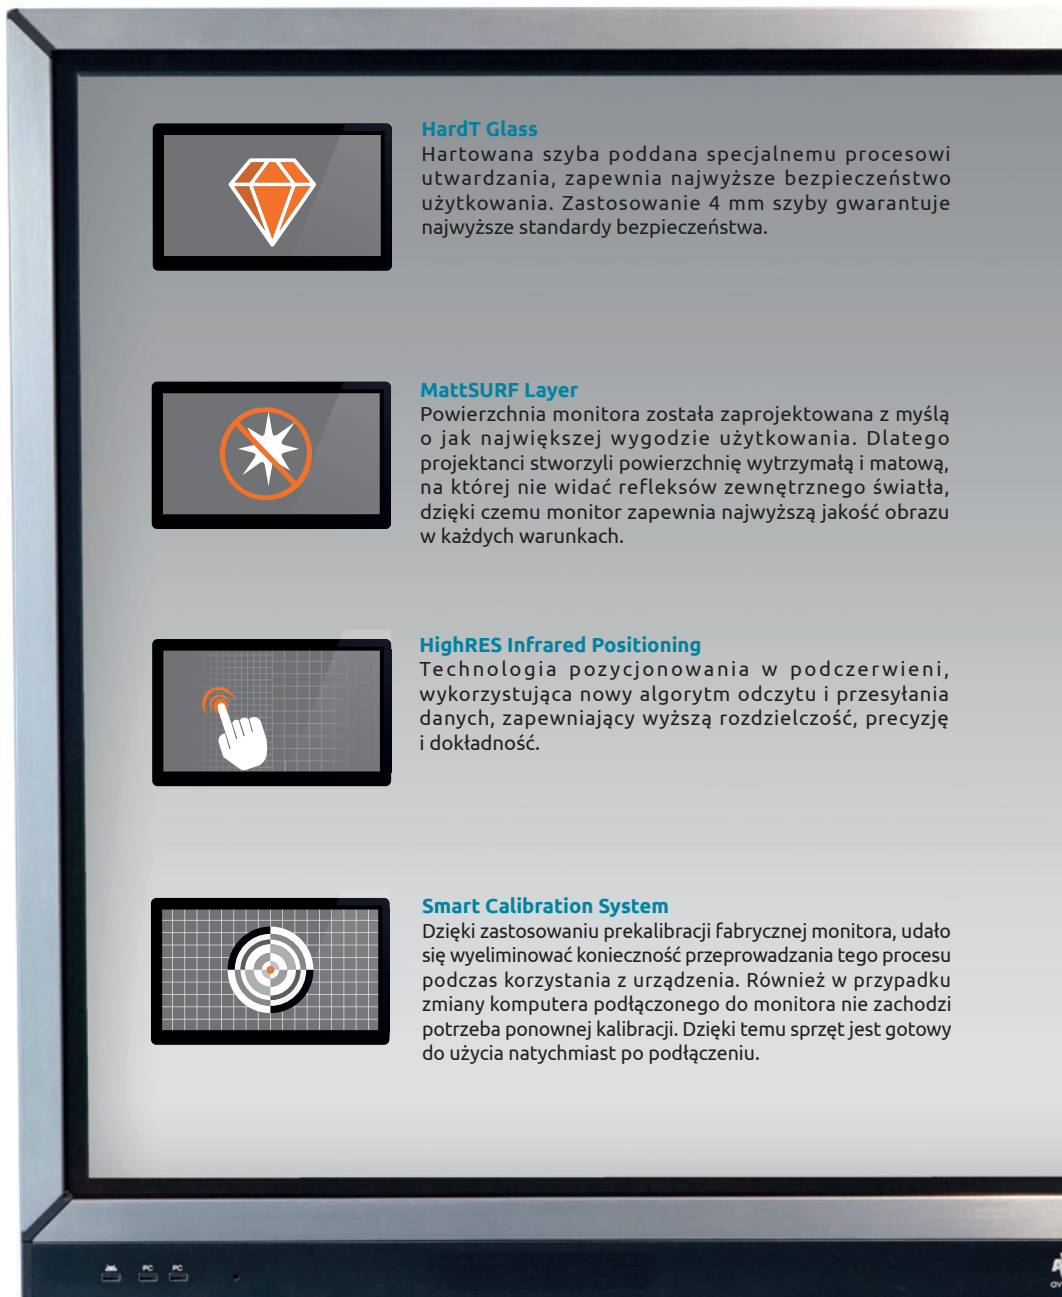 HardT Glass
Hartowana szyba poddana specjalnemu procesowi
utwardzania, zapewnia najwyższe bezpieczeństwo
użytkowania. Zastosowanie 4 mm szyby gwarantuje
najwyższe standardy bezpieczeństwa.
MattSURF Layer
Powierzchnia monitora została zaprojektowana z myślą
o jak największej wygodzie użytkowania. Dlatego
projektanci stworzyli powierzchnię wytrzymałą i matową,
na której nie widać refleksów zewnętrznego światła,
dzięki czemu monitor zapewnia najwyższą jakość obrazu
w każdych warunkach.
HighRES Infrared Positioning
Technologia pozycjonowania w podczerwieni,
wykorzystująca nowy algorytm odczytu i przesyłania
danych, zapewniający wyższą rozdzielczość, precyzję
i dokładność.
Smart Calibration System
Dzięki zastosowaniu prekalibracji fabrycznej monitora, udało
się wyeliminować konieczność przeprowadzania tego procesu
podczas korzystania z urządzenia. Również w przypadku
zmiany komputera podłączonego do monitora nie zachodzi
potrzeba ponownej kalibracji. Dzięki temu sprzęt jest gotowy
do użycia natychmiast po podłączeniu.
PC PC